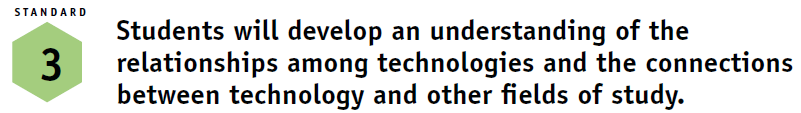 STANDARD
3
Students will develop an understanding of the
relationships among technologies and the connections
between technology and other fields of study.